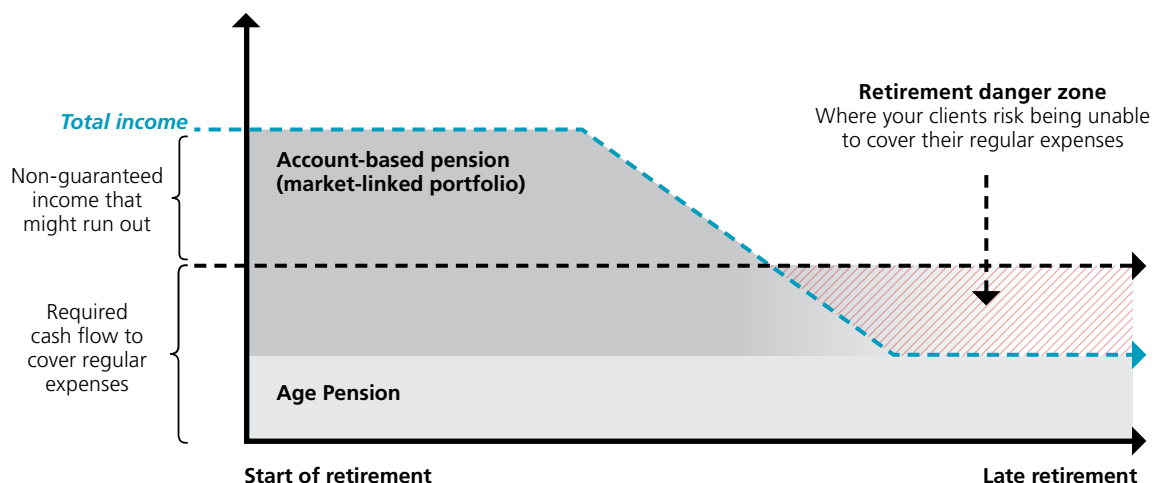 Total income
Non-guaranteed
income that
might run out
Required
cash flow to
cover regular
expenses
Account-based pension
(market-linked portfolio)
Age Pension
Retirement danger zone
Where your clients risk being unable
to cover their regular expenses
Start of retirement
Late retirement